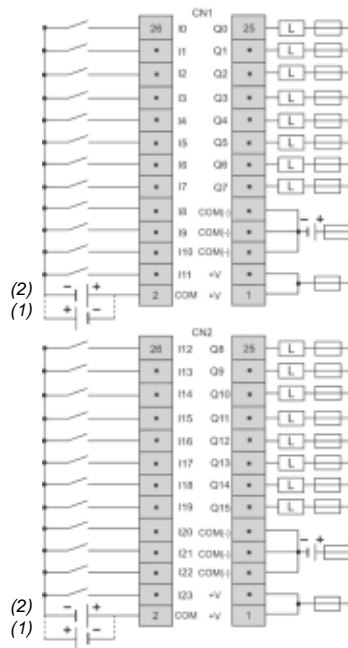 CN1
26 I0 Q0 25 L
* I1 Q1 * L
* I2 Q2 * L
* I3 Q3 * L
* I4 Q4 * L
* I5 Q5 * L
* I6 Q6 * L
* I7 Q7 * L
* I8 COM(-) * - +
* I9 COM(-) *
* I10 COM(-) *
* I11 +V *
(2) - + 2 COM +V 1
(1) + -
CN2
26 I12 Q8 25 L
* I13 Q9 * L
* I14 Q10 * L
* I15 Q11 * L
* I16 Q12 * L
* I17 Q13 * L
* I18 Q14 * L
* I19 Q15 * L
* I20 COM(-) * - +
* I21 COM(-) *
* I22 COM(-) *
* I23 +V *
(2) - + 2 COM +V 1
(1) + -